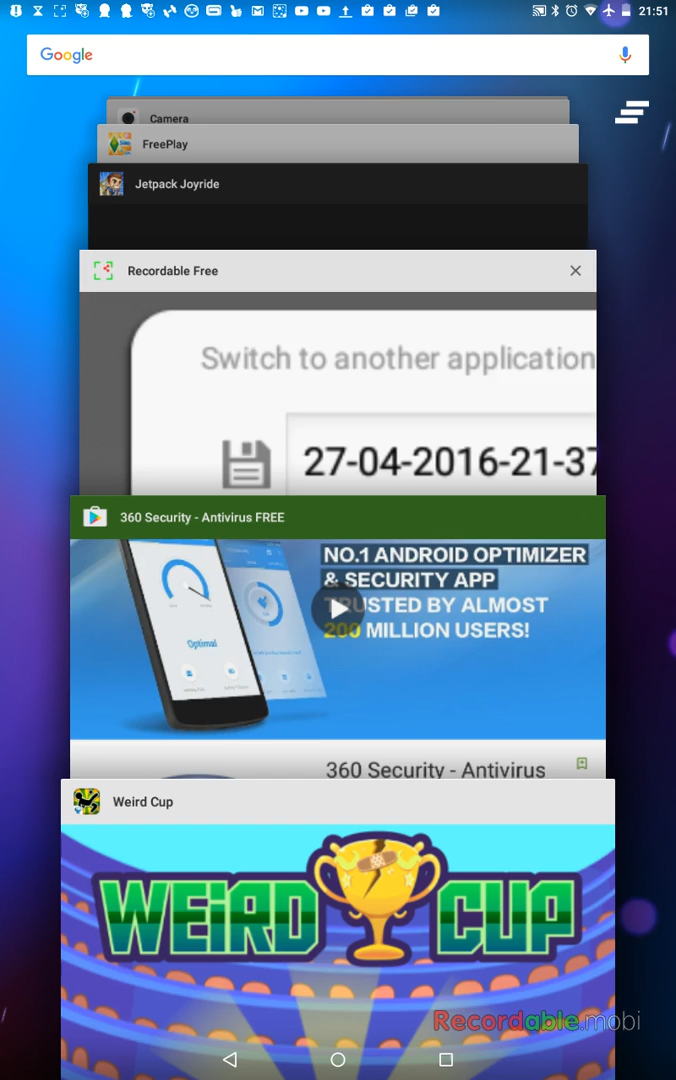 21:51
Google
Camera
FreePlay
Jetpack Joyride
Recordable Free
Switch to another application
27-04-2016-21-37
360 Security - Antivirus FREE
NO.1 ANDROID OPTIMIZER
& SECURITY APP
TRUSTED BY ALMOST
200 MILLION USERS!
Optimal
360 Security - Antivirus
Weird Cup
WEIRD CUP
Recordable.mobi